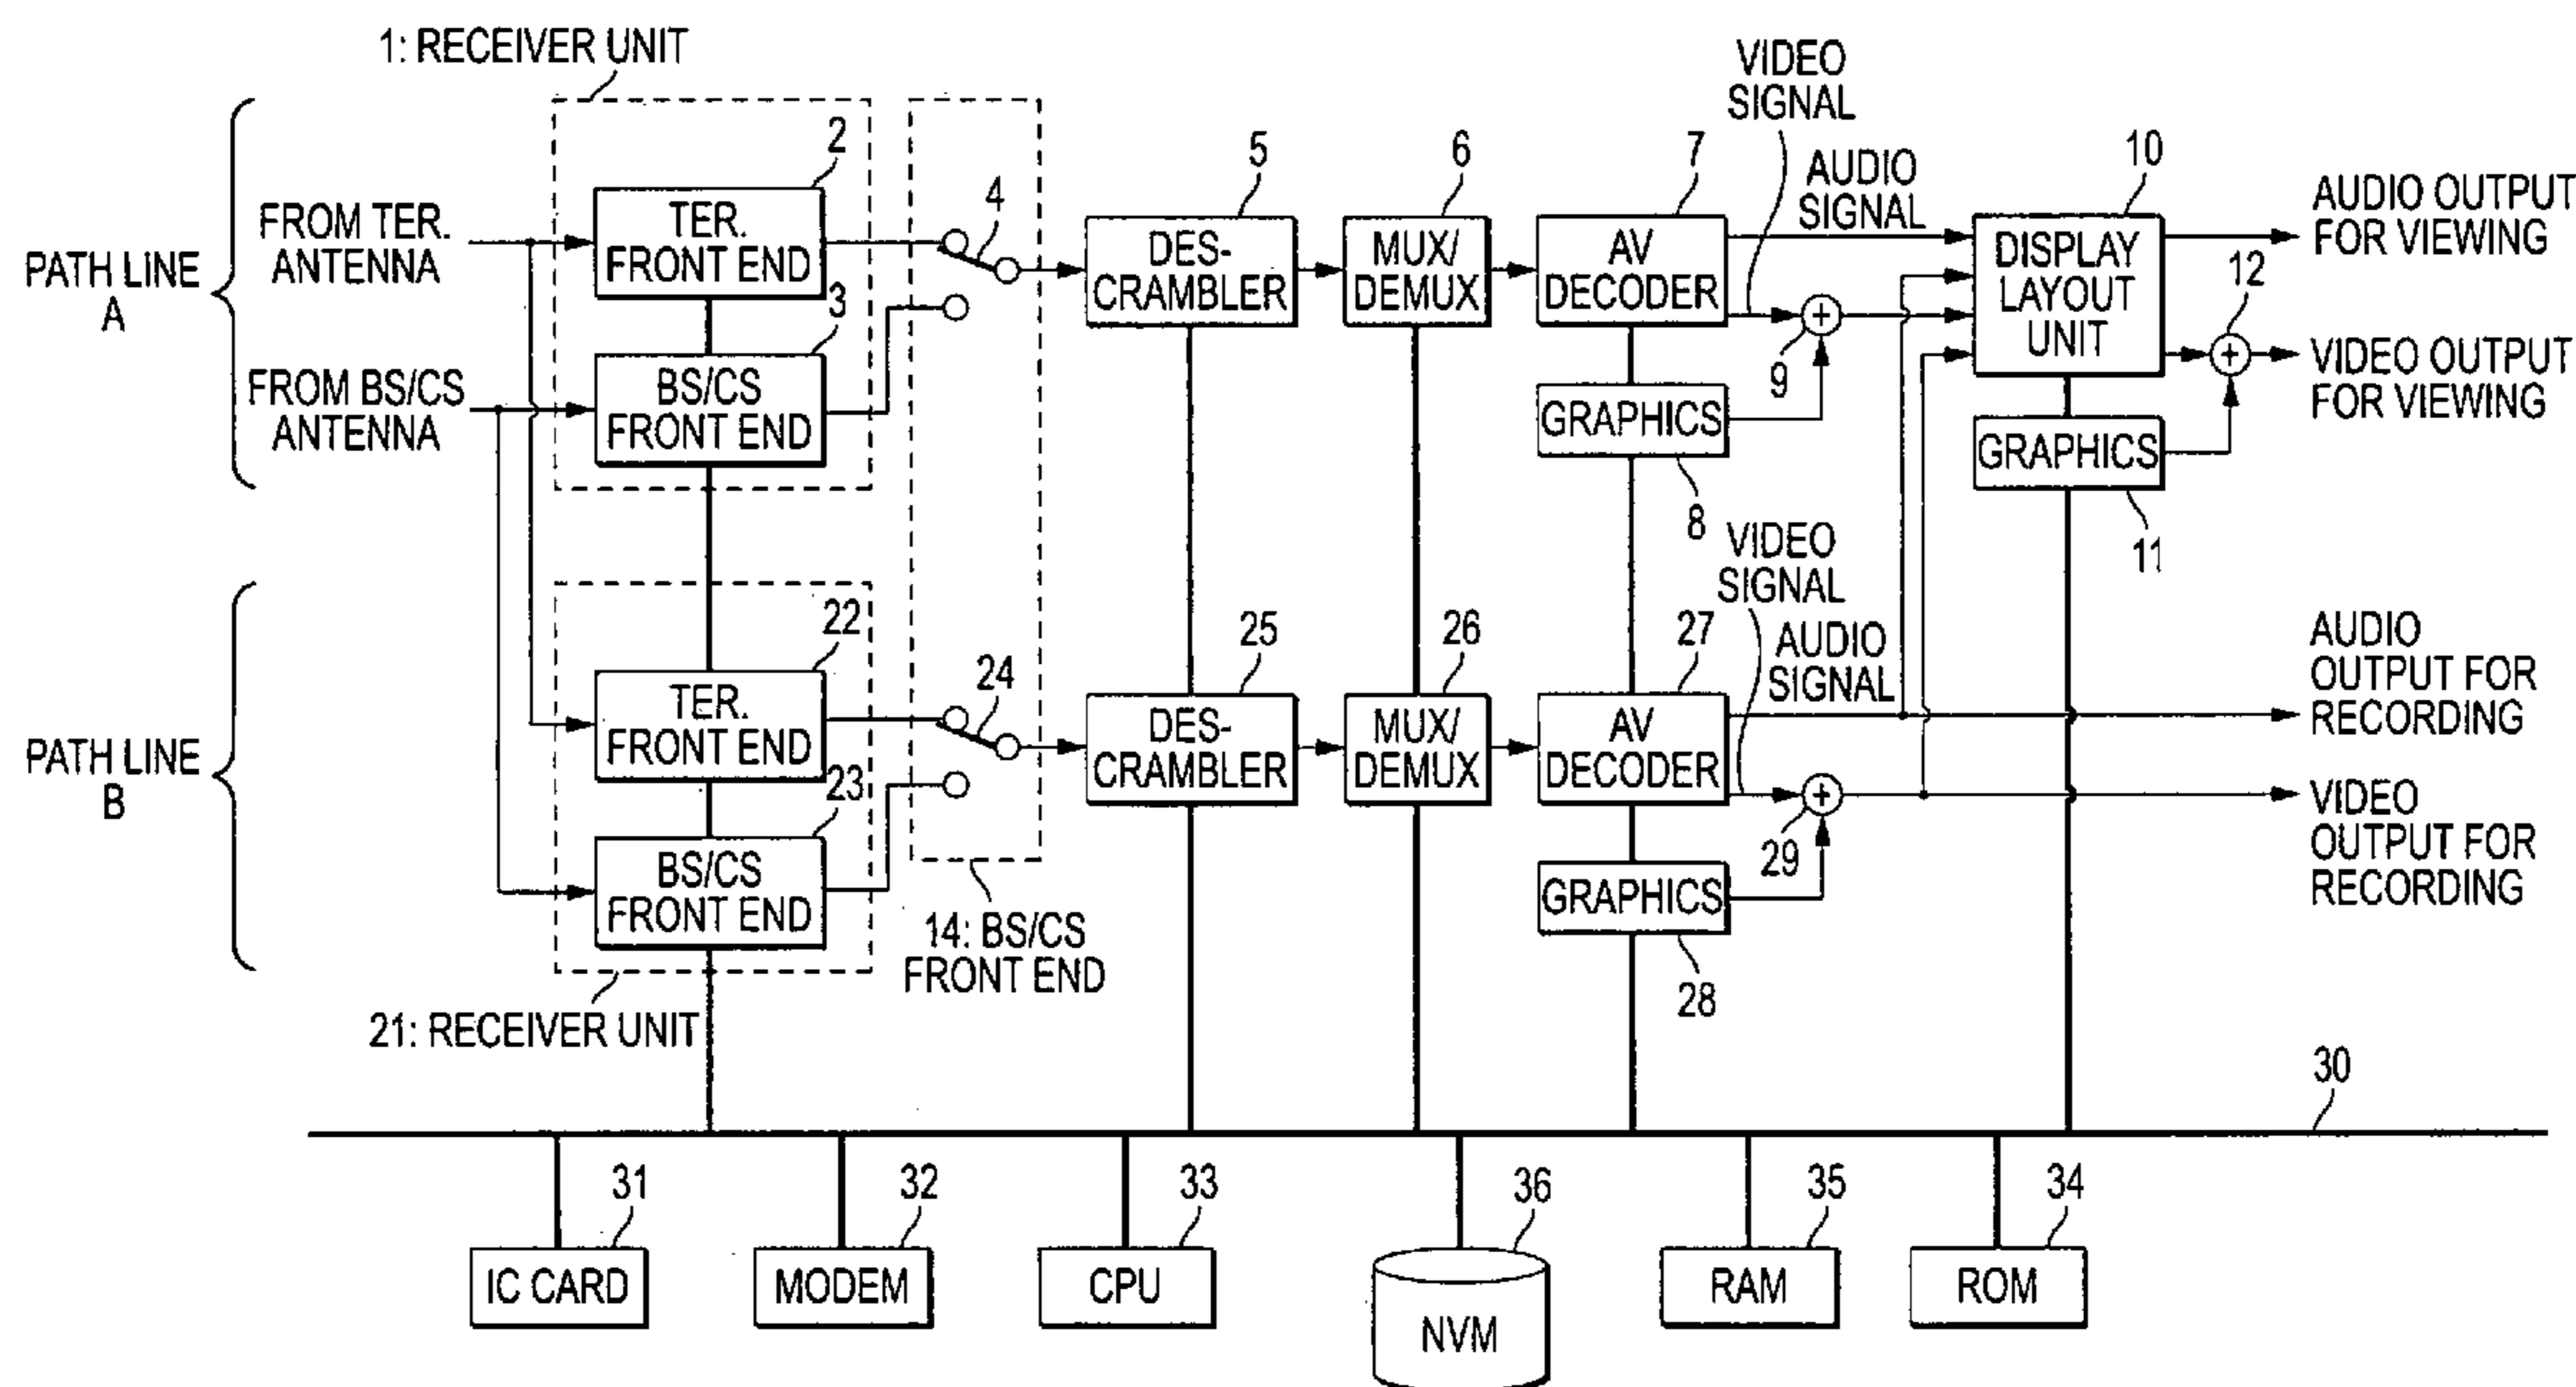 1: RECEIVER UNIT
PATH LINE
A
FROM TER.
ANTENNA
FROM BS/CS
ANTENNA
2
TER.
FRONT END
3
BS/CS
FRONT END
4
5
DES-
CRAMBLER
6
MUX/
DEMUX
7
AV
DECODER
VIDEO
SIGNAL
AUDIO
SIGNAL
9
GRAPHICS
8
10
DISPLAY
LAYOUT
UNIT
12
GRAPHICS
11
AUDIO OUTPUT
FOR VIEWING
VIDEO OUTPUT
FOR VIEWING
PATH LINE
B
22
TER.
FRONT END
23
BS/CS
FRONT END
21: RECEIVER UNIT
24
14: BS/CS
FRONT END
25
DES-
CRAMBLER
26
MUX/
DEMUX
27
AV
DECODER
VIDEO
SIGNAL
AUDIO
SIGNAL
29
GRAPHICS
28
AUDIO
OUTPUT FOR
RECORDING
VIDEO
OUTPUT FOR
RECORDING
30
31
IC CARD
32
MODEM
33
CPU
36
NVM
35
RAM
34
ROM